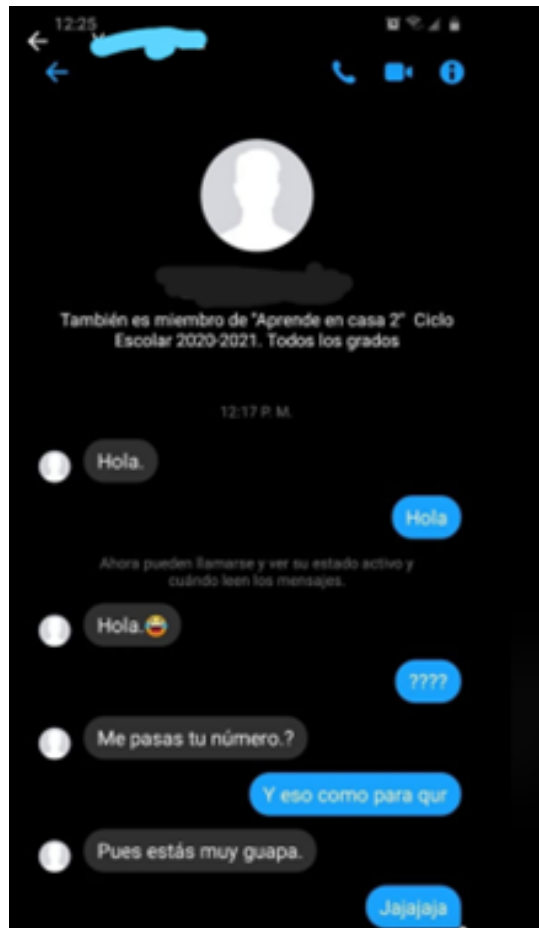 12:25
También es miembro de "Aprende en casa 2" Ciclo
Escolar 2020-2021. Todos los grados
12:17 P. M.
Hola.
Hola
Ahora pueden llamarse y ver su estado activo y
cuándo leen los mensajes.
Hola.😂
????
Me pasas tu número.?
Y eso como para qur
Pues estás muy guapa.
Jajajaja